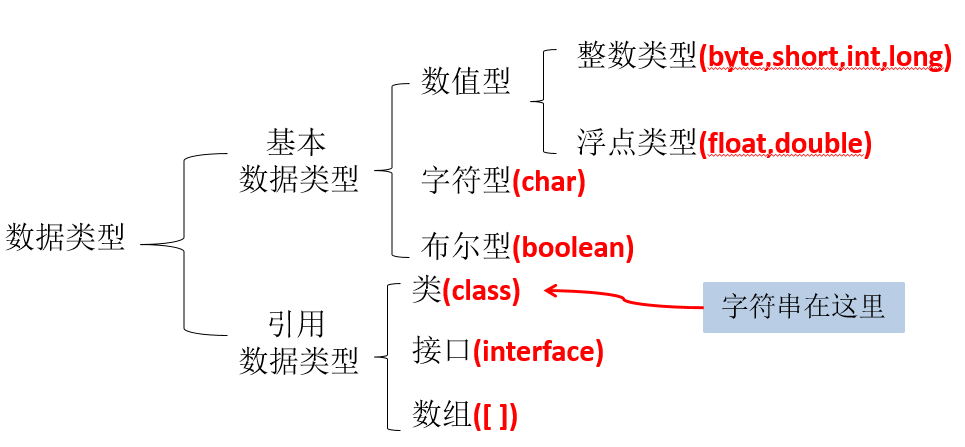 数据类型
基本
数据类型
数值型
整数类型(byte,short,int,long)
浮点类型(float,double)
字符型(char)
布尔型(boolean)
引用
数据类型
类(class)
字符串在这里
接口(interface)
数组([ ])